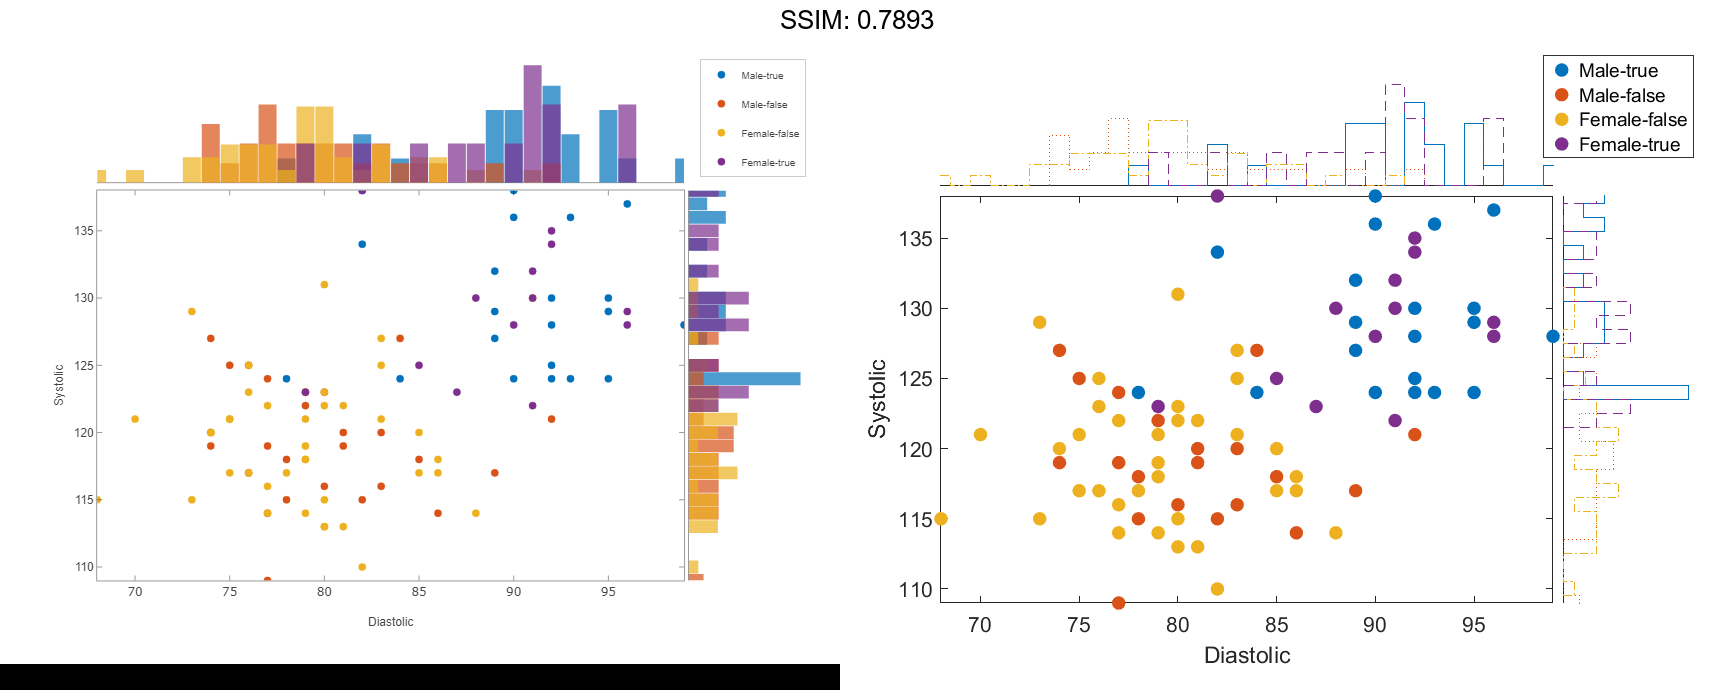 SSIM: 0.7893
Male-true
Male-false
Female-false
Female-true
135
130
125
120
115
110
Systolic
70 75 80 85 90 95
Diastolic
Male-true
Male-false
Female-false
Female-true
135
130
125
120
115
110
Systolic
70 75 80 85 90 95
Diastolic